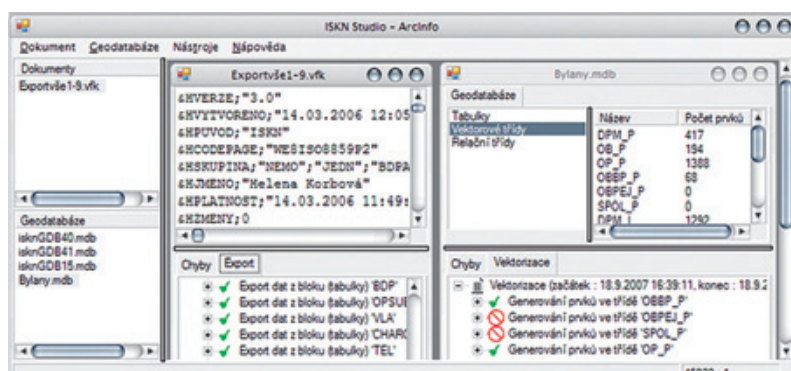 ISKN Studio - ArcInfo
Dokument Geodatabáze Nástroje Nápověda
Dokumenty
Exportvše1-9.vfk
Geodatabáze
isknGDB40.mdb
isknGDB41.mdb
isknGDB15.mdb
Bylany.mdb
Exportvše1-9.vfk
&HVERZE;"3.0"
&HVYTVORENO;"14.03.2006 12:05
&HPUVOD;"ISKN"
&HCODEPAGE;"WE8ISO8859P2"
&HSKUPINA;"NEMO";"JEDN";"BDPA
&HJMENO;"Helena Korbová"
&HPLATNOST;"14.03.2006 11:49:
&HZMENY;0
Chyby Export
Export dat z bloku (tabulky) 'BDP'
Export dat z bloku (tabulky) 'OPSUB
Export dat z bloku (tabulky) 'VLA'
Export dat z bloku (tabulky) 'CHARO
Export dat z bloku (tabulky) 'TEL'
Bylany.mdb
Geodatabáze
Tabulky
Vektorové třídy
Relační třídy
Název Počet prvků
DPM_P 417
OB_P 194
OP_P 1388
OBBP_P 68
OBPEJ_P 0
SPOL_P 0
DPM_L 1292
Chyby Vektorizace
Vektorizace (začátek : 18.9.2007 16:39:11, konec : 18.9.2
Generování prvků ve třídě 'OBBP_P'
Generování prvků ve třídě 'OBPEJ_P'
Generování prvků ve třídě 'SPOL_P'
Generování prvků ve třídě 'OP_P'